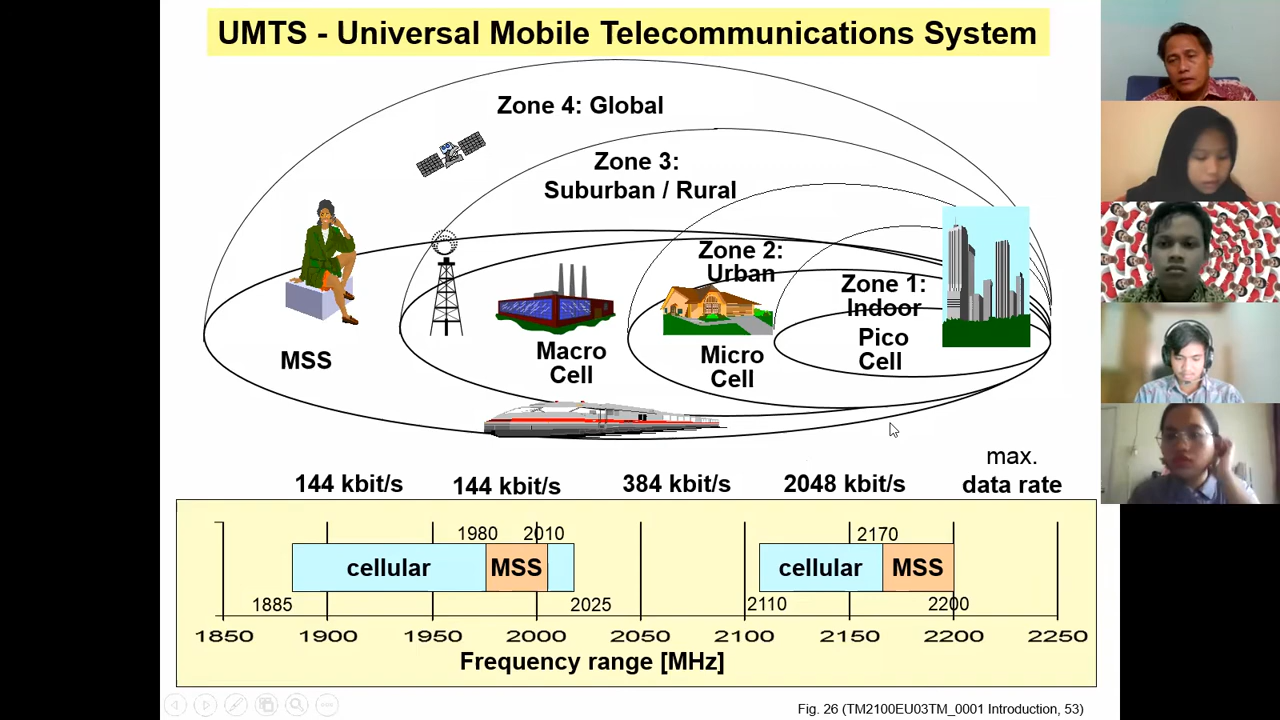 UMTS - Universal Mobile Telecommunications System
Zone 4: Global
Zone 3:
Suburban / Rural
Zone 2:
Urban
Zone 1:
Indoor
MSS
Macro
Cell
Micro
Cell
Pico
Cell
144 kbit/s
144 kbit/s
384 kbit/s
2048 kbit/s
max.
data rate
1980 2010 2170
cellular MSS cellular MSS
1885 2025 2110 2200
1850 1900 1950 2000 2050 2100 2150 2200 2250
Frequency range [MHz]
Fig. 26 (TM2100EU03TM_0001 Introduction, 53)